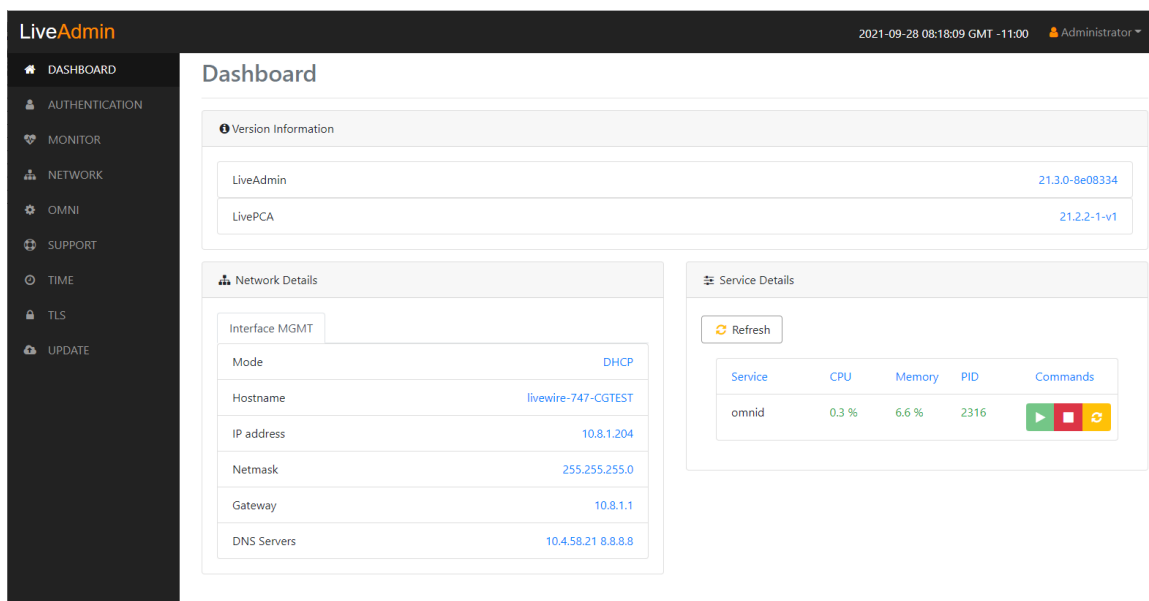 LiveAdmin
2021-09-28 08:18:09 GMT -11:00
Administrator
DASHBOARD
AUTHENTICATION
MONITOR
NETWORK
OMNI
SUPPORT
TIME
TLS
UPDATE
Dashboard
Version Information
LiveAdmin 21.3.0-8e08334
LivePCA 21.2.2-1-v1
Network Details
Interface MGMT
Mode DHCP
Hostname livewire-747-CGTEST
IP address 10.8.1.204
Netmask 255.255.255.0
Gateway 10.8.1.1
DNS Servers 10.4.58.21 8.8.8.8
Service Details
Refresh
Service CPU Memory PID Commands
omnid 0.3 % 6.6 % 2316